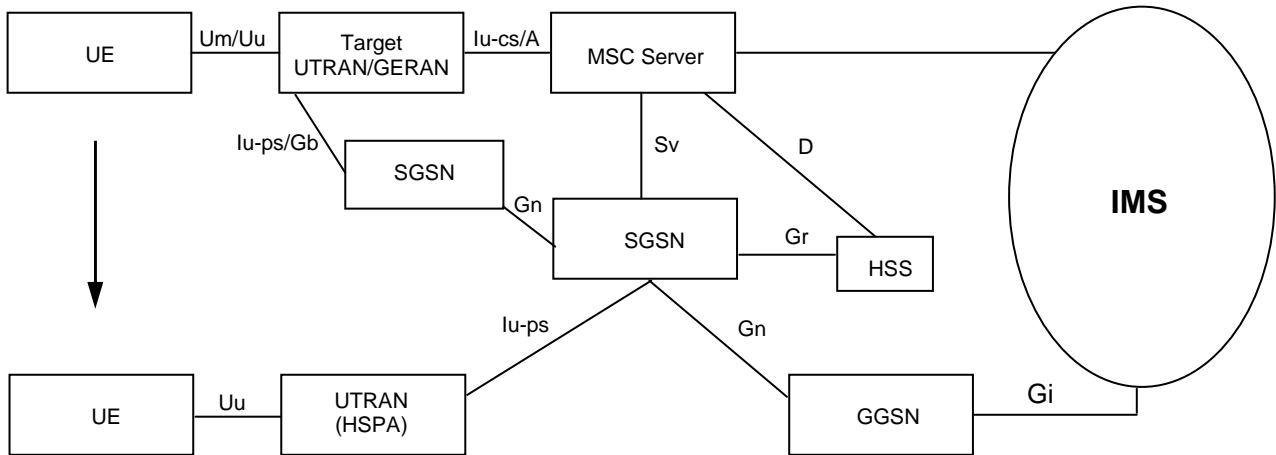 UE
Um/Uu
Target
UTRAN/GERAN
Iu-cs/A
MSC Server
Iu-ps/Gb
SGSN
Gn
Sv
D
IMS
SGSN
Gr
HSS
Iu-ps
Gn
UE
Uu
UTRAN
(HSPA)
GGSN
Gi